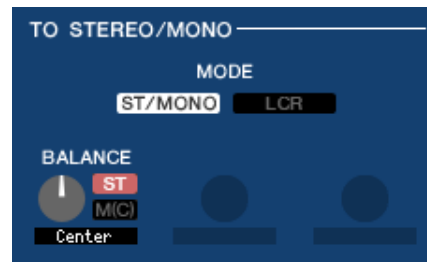 TO STEREO/MONO
MODE
ST/MONO LCR
BALANCE
ST
M(C)
Center